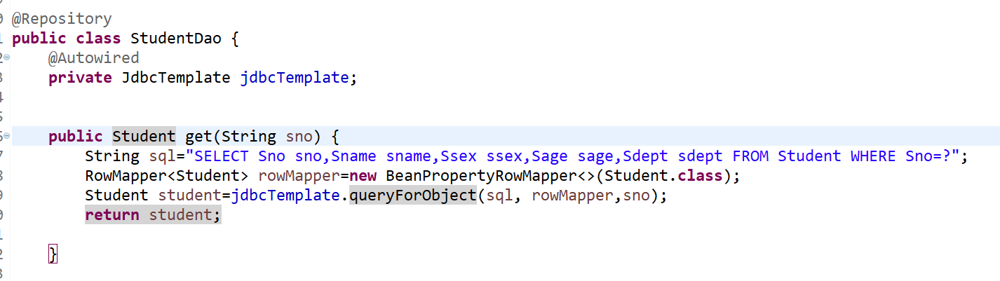 @Repository
public class StudentDao {
@Autowired
private JdbcTemplate jdbcTemplate;
public Student get(String sno) {
String sql="SELECT Sno sno,Sname sname,Ssex ssex,Sage sage,Sdept sdept FROM Student WHERE Sno=?";
RowMapper<Student> rowMapper=new BeanPropertyRowMapper<>(Student.class);
Student student=jdbcTemplate.queryForObject(sql, rowMapper,sno);
return student;
}